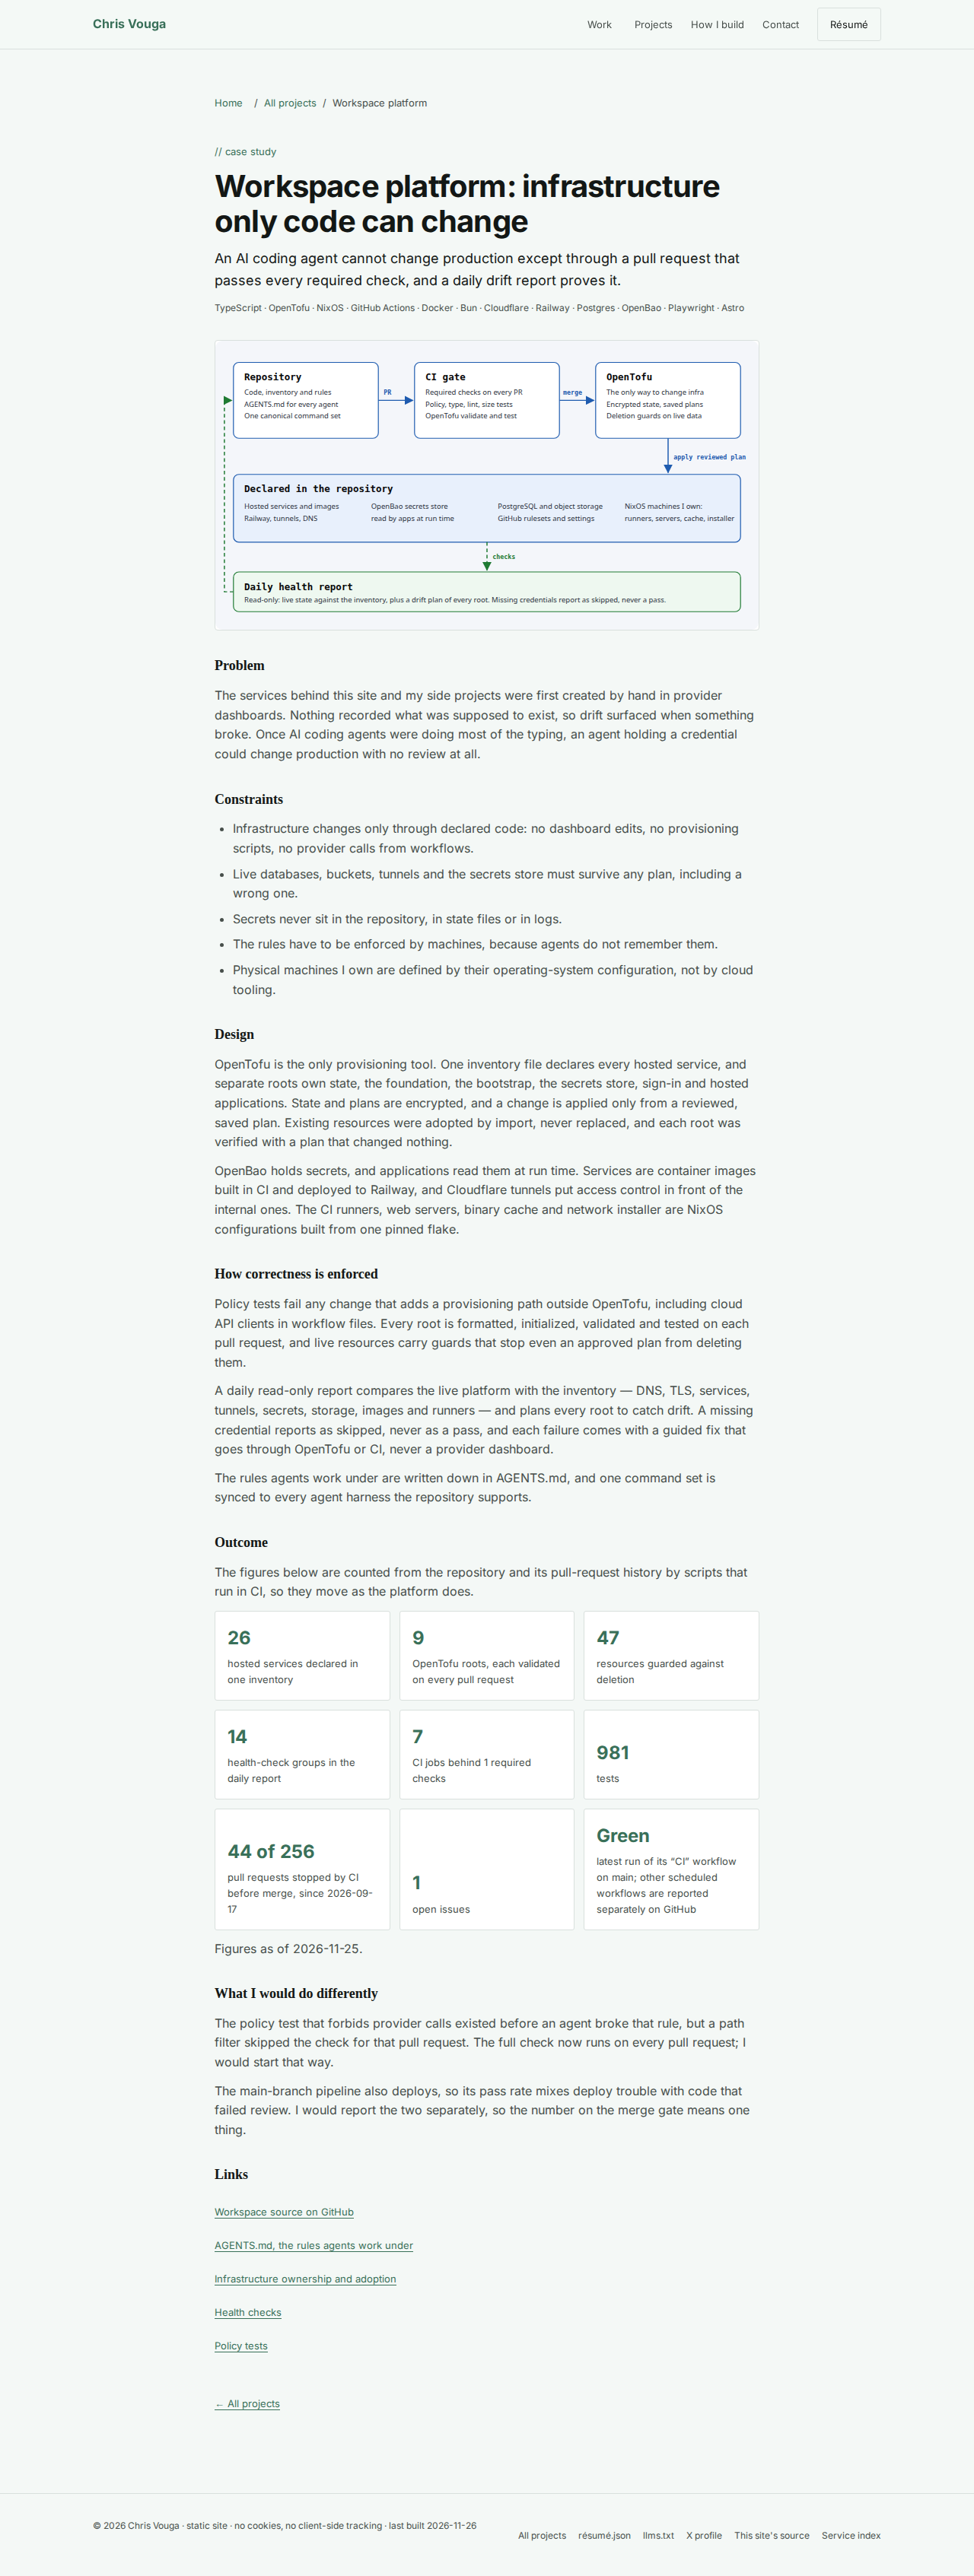 Chris Vouga
Work Projects How I build Contact Résumé
Home / All projects / Workspace platform
// case study
Workspace platform: infrastructure
only code can change
An AI coding agent cannot change production except through a pull request that
passes every required check, and a daily drift report proves it.
TypeScript · OpenTofu · NixOS · GitHub Actions · Docker · Bun · Cloudflare · Railway · Postgres · OpenBao · Playwright · Astro
Repository
Code, inventory and rules
AGENTS.md for every agent
One canonical command set
PR
CI gate
Required checks on every PR
Policy, type, lint, size tests
OpenTofu validate and test
merge
OpenTofu
The only way to change infra
Encrypted state, saved plans
Deletion guards on live data
apply reviewed plan
Declared in the repository
Hosted services and images
Railway, tunnels, DNS
OpenBao secrets store
read by apps at run time
PostgreSQL and object storage
GitHub rulesets and settings
NixOS machines I own:
runners, servers, cache, installer
checks
Daily health report
Read-only: live state against the inventory, plus a drift plan of every root. Missing credentials report as skipped, never a pass.
Problem
The services behind this site and my side projects were first created by hand in provider
dashboards. Nothing recorded what was supposed to exist, so drift surfaced when something
broke. Once AI coding agents were doing most of the typing, an agent holding a credential
could change production with no review at all.
Constraints
• Infrastructure changes only through declared code: no dashboard edits, no provisioning
scripts, no provider calls from workflows.
• Live databases, buckets, tunnels and the secrets store must survive any plan, including a
wrong one.
• Secrets never sit in the repository, in state files or in logs.
• The rules have to be enforced by machines, because agents do not remember them.
• Physical machines I own are defined by their operating-system configuration, not by cloud
tooling.
Design
OpenTofu is the only provisioning tool. One inventory file declares every hosted service, and
separate roots own state, the foundation, the bootstrap, the secrets store, sign-in and hosted
applications. State and plans are encrypted, and a change is applied only from a reviewed,
saved plan. Existing resources were adopted by import, never replaced, and each root was
verified with a plan that changed nothing.
OpenBao holds secrets, and applications read them at run time. Services are container images
built in CI and deployed to Railway, and Cloudflare tunnels put access control in front of the
internal ones. The CI runners, web servers, binary cache and network installer are NixOS
configurations built from one pinned flake.
How correctness is enforced
Policy tests fail any change that adds a provisioning path outside OpenTofu, including cloud
API clients in workflow files. Every root is formatted, initialized, validated and tested on each
pull request, and live resources carry guards that stop even an approved plan from deleting
them.
A daily read-only report compares the live platform with the inventory — DNS, TLS, services,
tunnels, secrets, storage, images and runners — and plans every root to catch drift. A missing
credential reports as skipped, never as a pass, and each failure comes with a guided fix that
goes through OpenTofu or CI, never a provider dashboard.
The rules agents work under are written down in AGENTS.md, and one command set is
synced to every agent harness the repository supports.
Outcome
The figures below are counted from the repository and its pull-request history by scripts that
run in CI, so they move as the platform does.
26
hosted services declared in
one inventory
9
OpenTofu roots, each validated
on every pull request
47
resources guarded against
deletion
14
health-check groups in the
daily report
7
CI jobs behind 1 required
checks
981
tests
44 of 256
pull requests stopped by CI
before merge, since 2026-09-
17
1
open issues
Green
latest run of its “CI” workflow
on main; other scheduled
workflows are reported
separately on GitHub
Figures as of 2026-11-25.
What I would do differently
The policy test that forbids provider calls existed before an agent broke that rule, but a path
filter skipped the check for that pull request. The full check now runs on every pull request; I
would start that way.
The main-branch pipeline also deploys, so its pass rate mixes deploy trouble with code that
failed review. I would report the two separately, so the number on the merge gate means one
thing.
Links
Workspace source on GitHub
AGENTS.md, the rules agents work under
Infrastructure ownership and adoption
Health checks
Policy tests
← All projects
© 2026 Chris Vouga · static site · no cookies, no client-side tracking · last built 2026-11-26
All projects résumé.json llms.txt X profile This site's source Service index